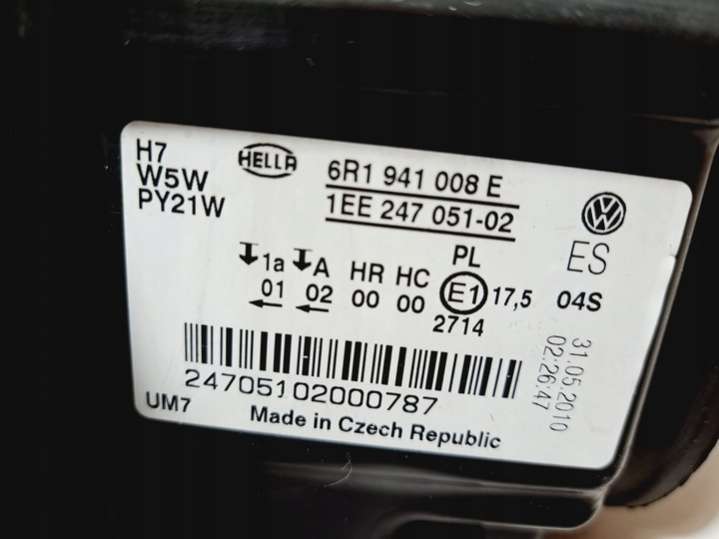 H7
W5W
PY21W
HELLA
6R1 941 008 E
1EE 247 051-02
VW
ES
1a A HR HC PL
01 02 00 00 E1 17,5 04S
2714
31.05.2010
02:26:47
24705102000787
UM7
Made in Czech Republic